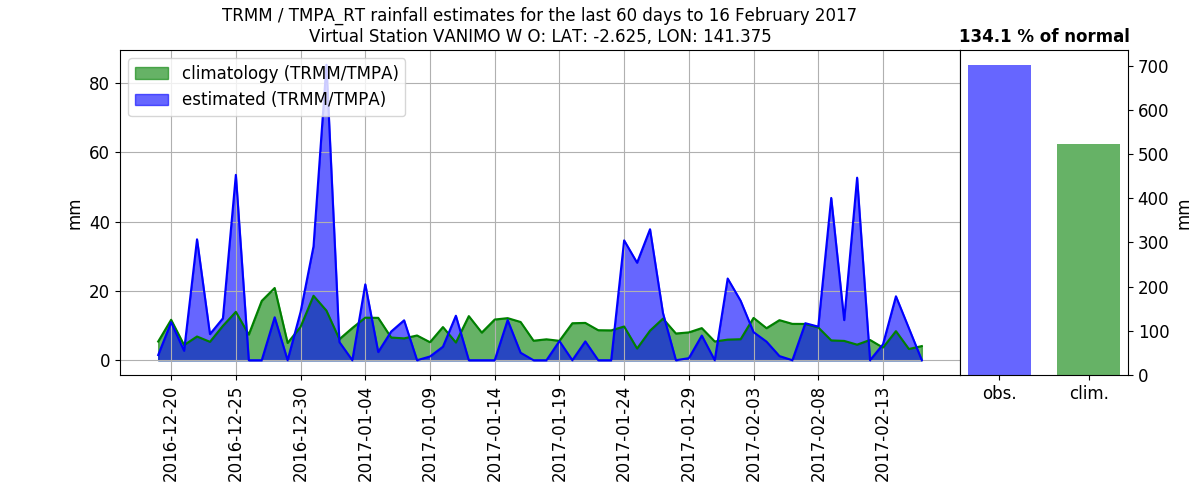 TRMM / TMPA_RT rainfall estimates for the last 60 days to 16 February 2017
Virtual Station VANIMO W O: LAT: -2.625, LON: 141.375
134.1 % of normal
climatology (TRMM/TMPA)
estimated (TRMM/TMPA)
mm
80
60
40
20
0
2016-12-20
2016-12-25
2016-12-30
2017-01-04
2017-01-09
2017-01-14
2017-01-19
2017-01-24
2017-01-29
2017-02-03
2017-02-08
2017-02-13
700
600
500
400
300
200
100
0
mm
obs.
clim.